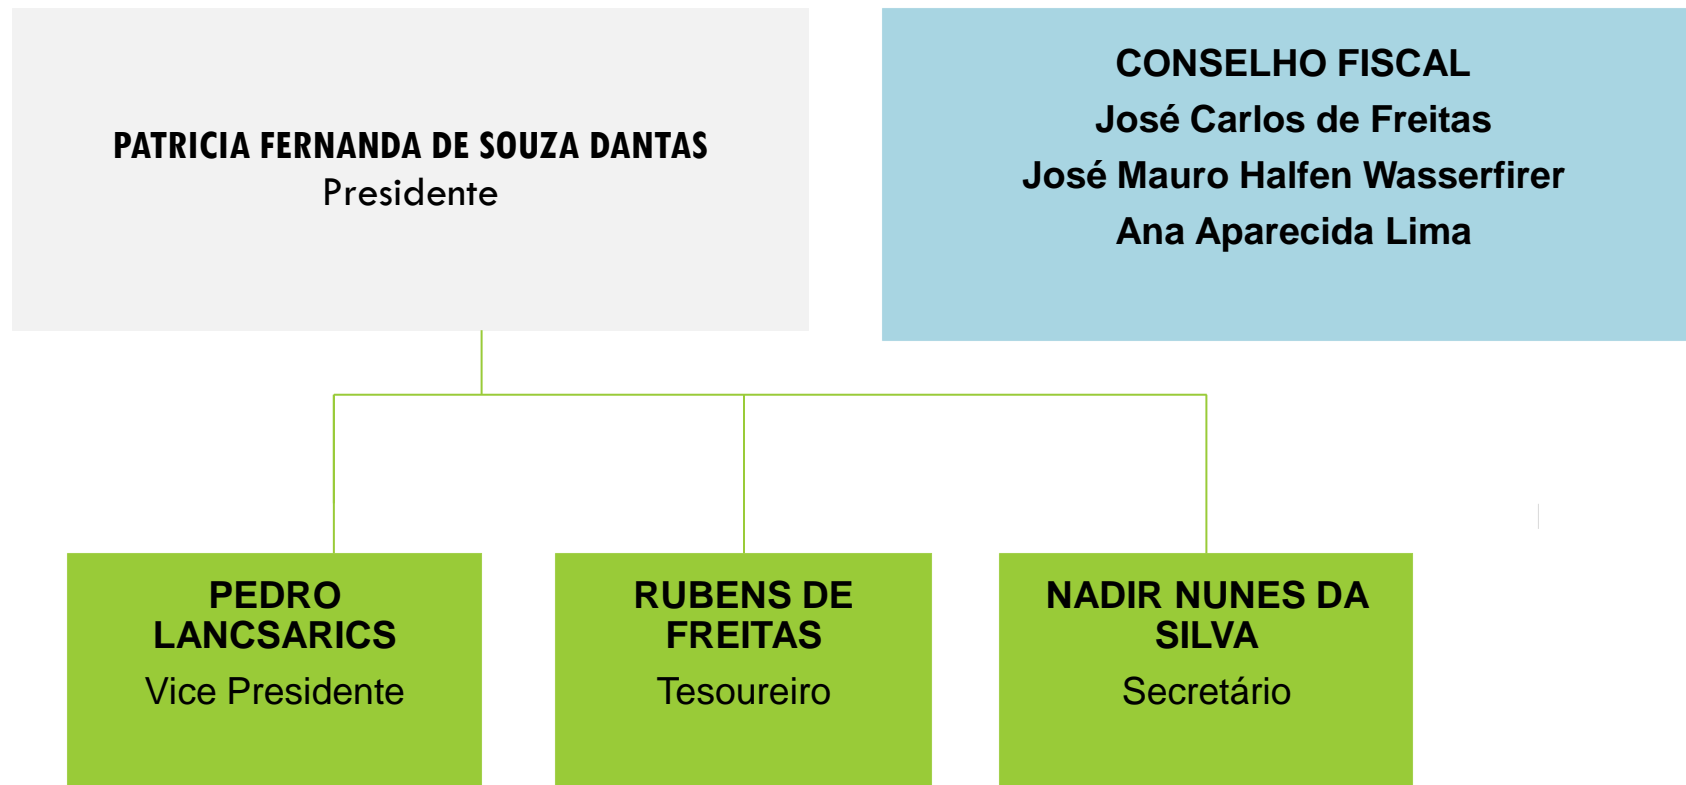 PATRICIA FERNANDA DE SOUZA DANTAS
Presidente
CONSELHO FISCAL
José Carlos de Freitas
José Mauro Halfen Wasserfirer
Ana Aparecida Lima
PEDRO
LANCSARICS
Vice Presidente
RUBENS DE
FREITAS
Tesoureiro
NADIR NUNES DA
SILVA
Secretário